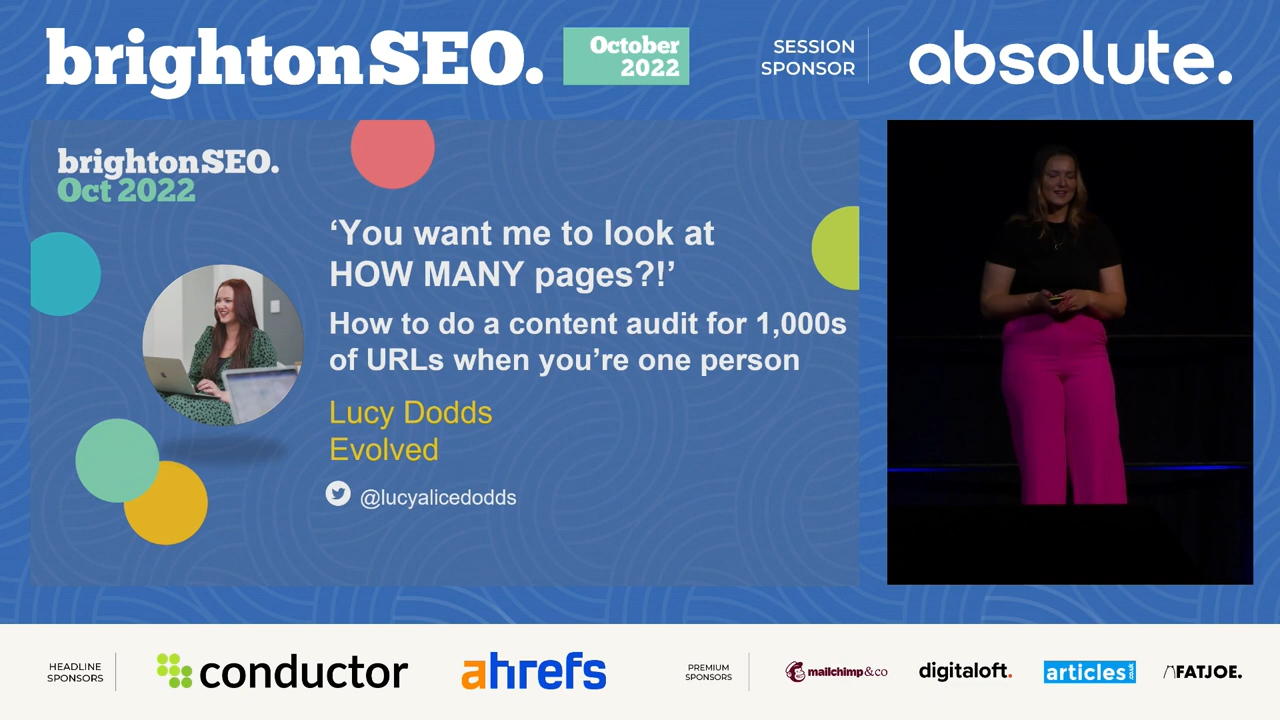 brightonSEO.
October
2022
SESSION
SPONSOR
absolute.
brightonSEO.
Oct 2022
‘You want me to look at
HOW MANY pages?!’
How to do a content audit for 1,000s
of URLs when you’re one person
Lucy Dodds
Evolved
@lucyalicedodds
HEADLINE
SPONSORS
conductor
ahrefs
PREMIUM
SPONSORS
mailchimp&co
digitaloft.
articles.co.uk
FATJOE.